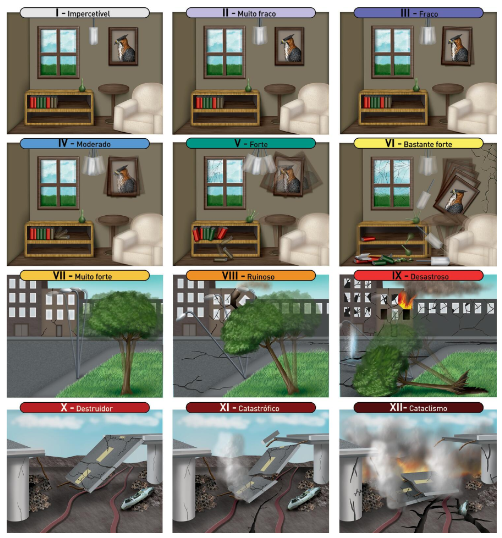 I - Impercetível
II - Muito fraco
III - Fraco
IV - Moderado
V - Forte
VI - Bastante forte
VII - Muito forte
VIII - Ruinoso
IX - Desastroso
X - Destruidor
XI - Catastrófico
XII- Cataclismo